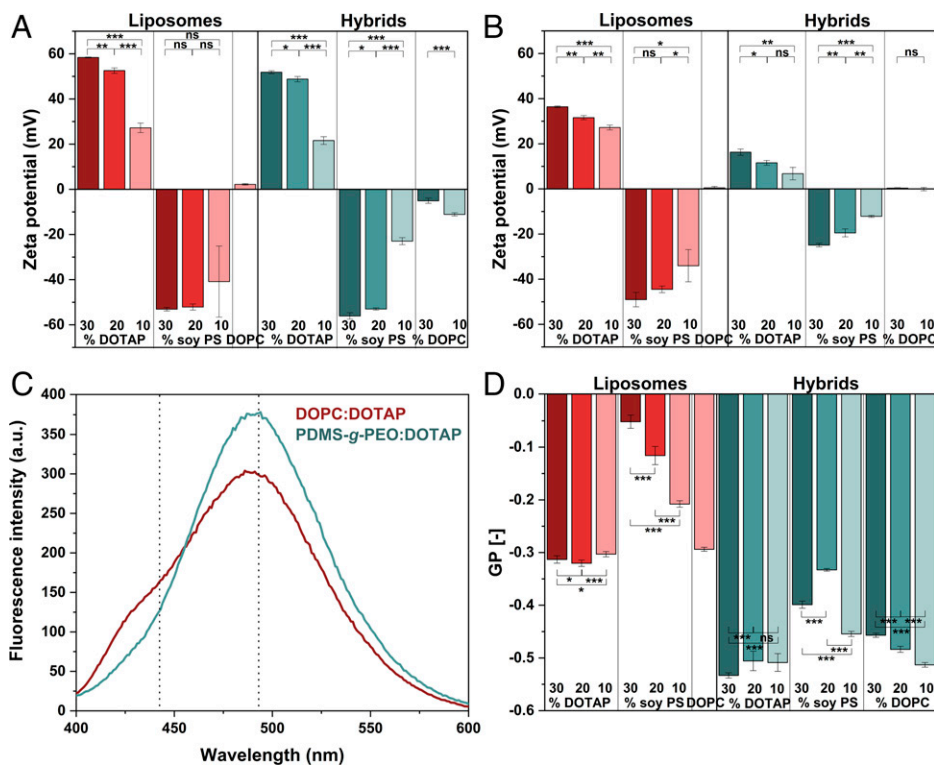 A
Liposomes
Hybrids
Zeta potential (mV)
60
40
20
0
-20
-40
-60
***
** ***
ns
ns ns
***
* ***
***
* ***
***
30 20 10 30 20 10 30 20 10 30 20 10 30 10
% DOTAP % soy PS DOPC % DOTAP % soy PS % DOPC
B
Liposomes
Hybrids
Zeta potential (mV)
60
40
20
0
-20
-40
-60
***
** **
*
ns *
**
* ns
***
** **
ns
30 20 10 30 20 10 30 20 10 30 20 10 30 10
% DOTAP % soy PS DOPC % DOTAP % soy PS % DOPC
C
Fluorescence intensity (a.u.)
400
350
300
250
200
150
100
50
0
DOPC:DOTAP
PDMS-g-PEO:DOTAP
400 450 500 550 600
Wavelength (nm)
D
Liposomes
Hybrids
GP [-]
0.0
-0.1
-0.2
-0.3
-0.4
-0.5
-0.6
* ***
*
***
***
***
*** ns
***
***
***
***
*** ***
***
30 20 10 30 20 10 30 20 10 30 20 10 30 20 10
% DOTAP % soy PS DOPC % DOTAP % soy PS % DOPC